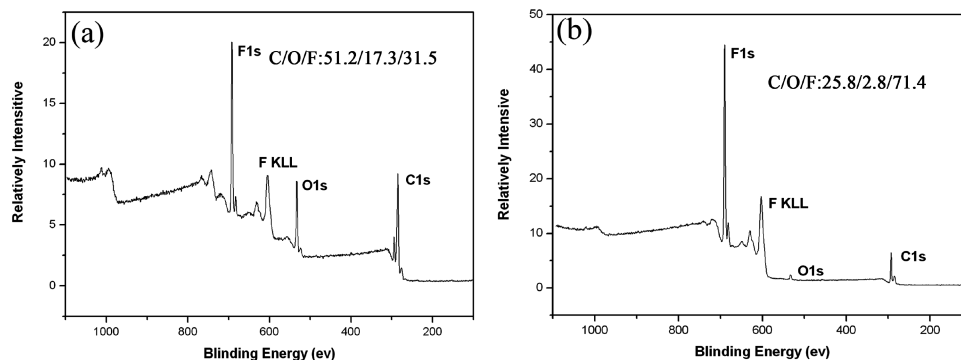 (a)
F1s
C/O/F:51.2/17.3/31.5
F KLL
O1s
C1s
20
15
10
5
0
Relatively Intensitive
1000
800
600
400
200
Blinding Energy (ev)
(b)
F1s
C/O/F:25.8/2.8/71.4
F KLL
O1s
C1s
50
40
30
20
10
0
Relatively Intensive
1000
800
600
400
200
Blinding Energy (ev)